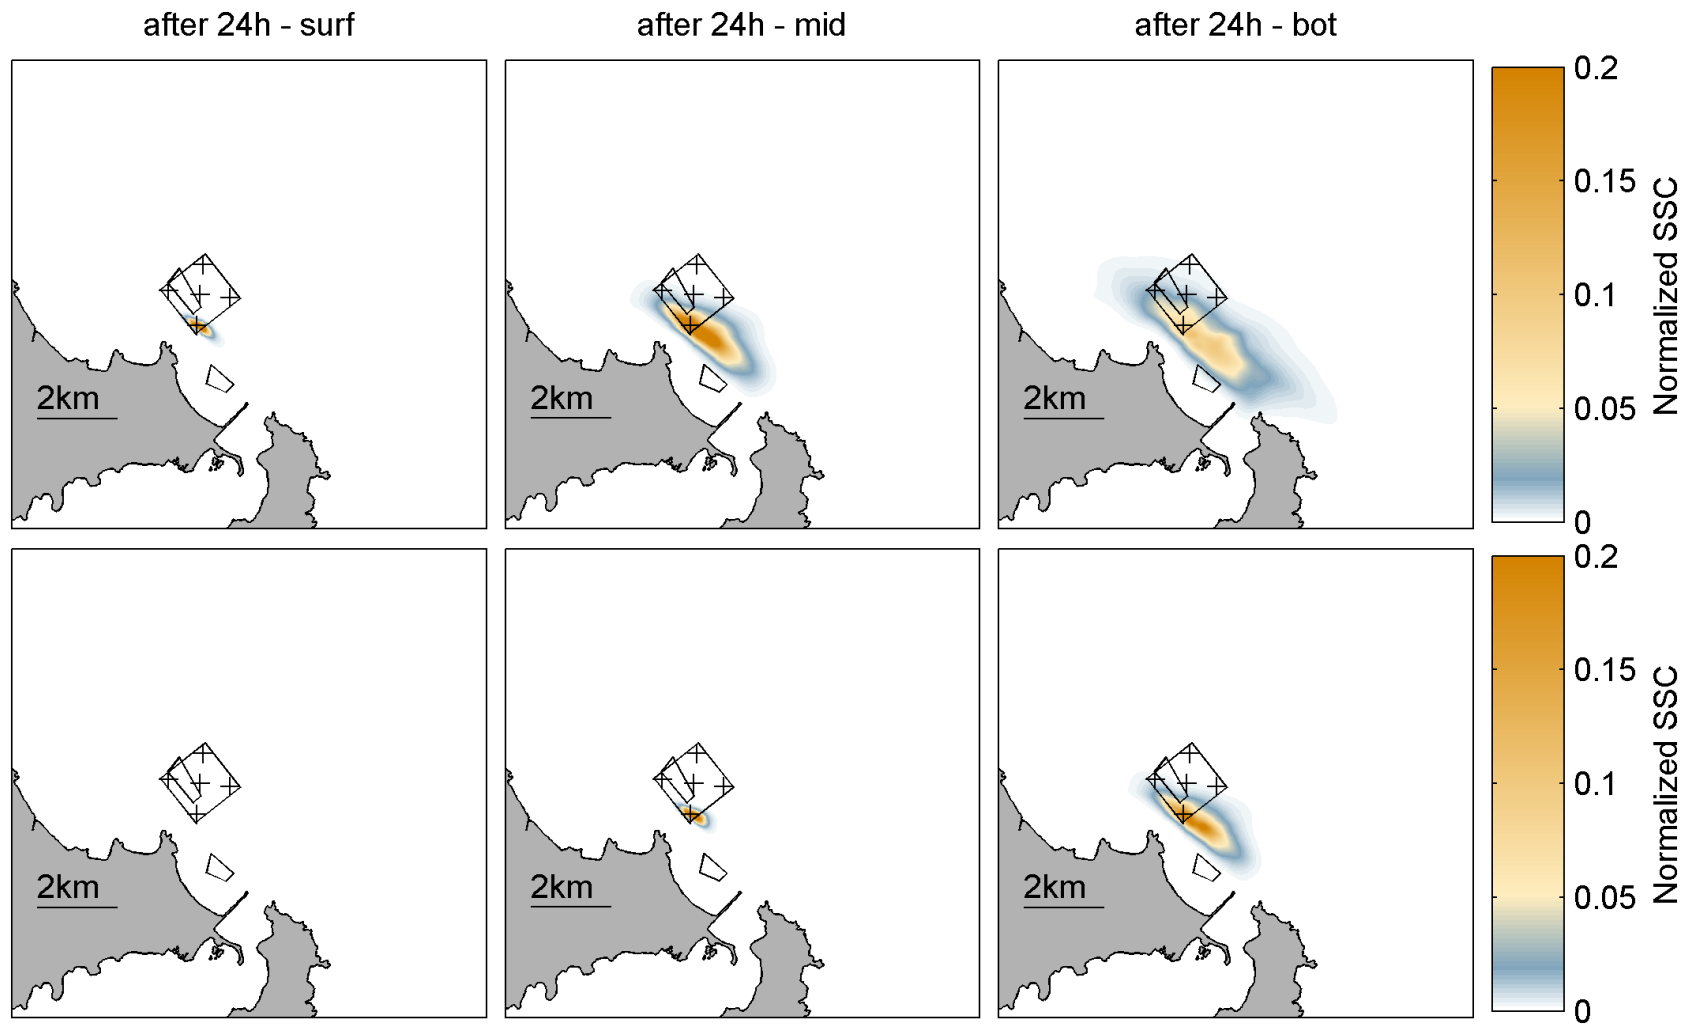 after 24h - surf
after 24h - mid
after 24h - bot
2km
2km
2km
0.2
0.15
0.1
0.05
0
Normalized SSC
2km
2km
2km
0.2
0.15
0.1
0.05
0
Normalized SSC